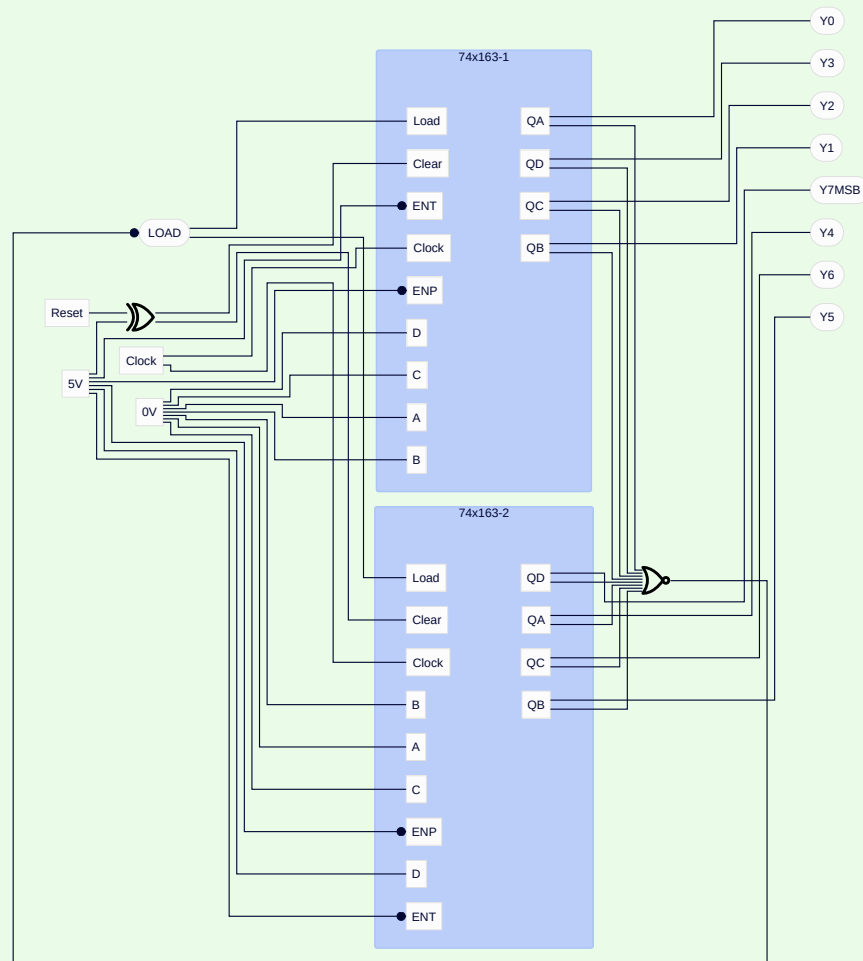 74x163-1
Load
Clear
ENT
Clock
ENP
D
C
A
B
QA
QD
QC
QB
Y0
Y3
Y2
Y1
Y7MSB
Y4
Y6
Y5
LOAD
Reset
Clock
5V
0V
74x163-2
Load
Clear
Clock
B
A
C
ENP
D
ENT
QD
QA
QC
QB